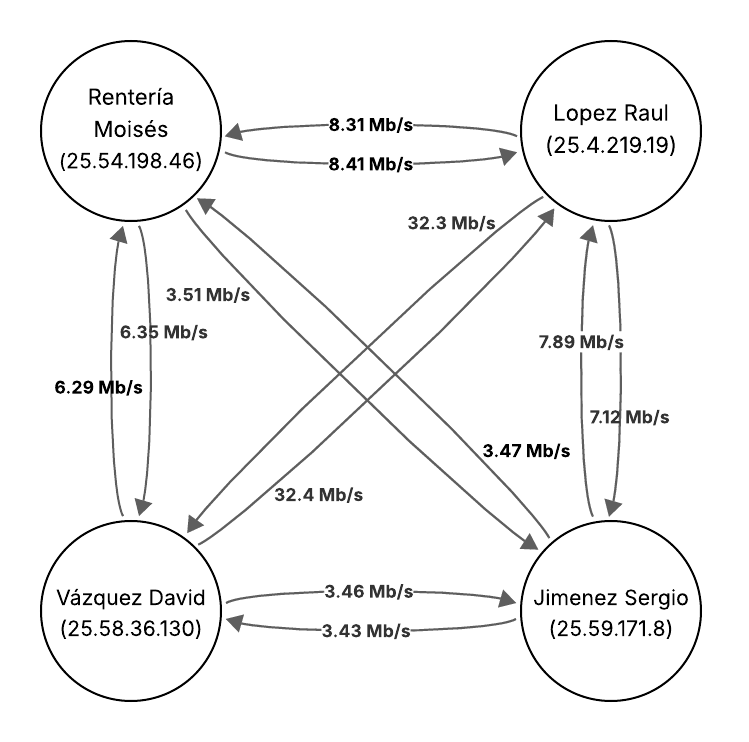 Rentería
Moisés
(25.54.198.46)
Lopez Raul
(25.4.219.19)
8.31 Mb/s
8.41 Mb/s
32.3 Mb/s
3.51 Mb/s
6.35 Mb/s
7.89 Mb/s
6.29 Mb/s
7.12 Mb/s
3.47 Mb/s
32.4 Mb/s
Vázquez David
(25.58.36.130)
3.46 Mb/s
3.43 Mb/s
Jimenez Sergio
(25.59.171.8)